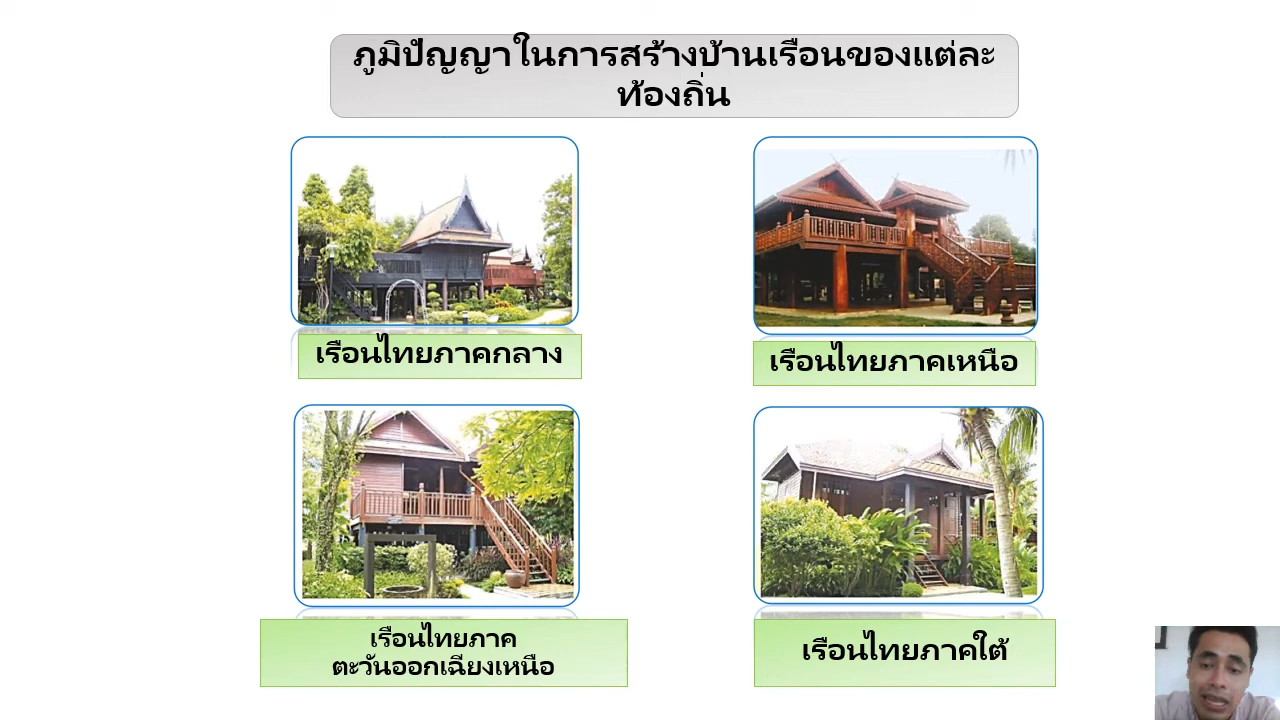 ภูมิปัญญาในการสร้างบ้านเรือนของแต่ละ
ท้องถิ่น
เรือนไทยภาคกลาง
เรือนไทยภาคเหนือ
เรือนไทยภาค
ตะวันออกเฉียงเหนือ
เรือนไทยภาคใต้